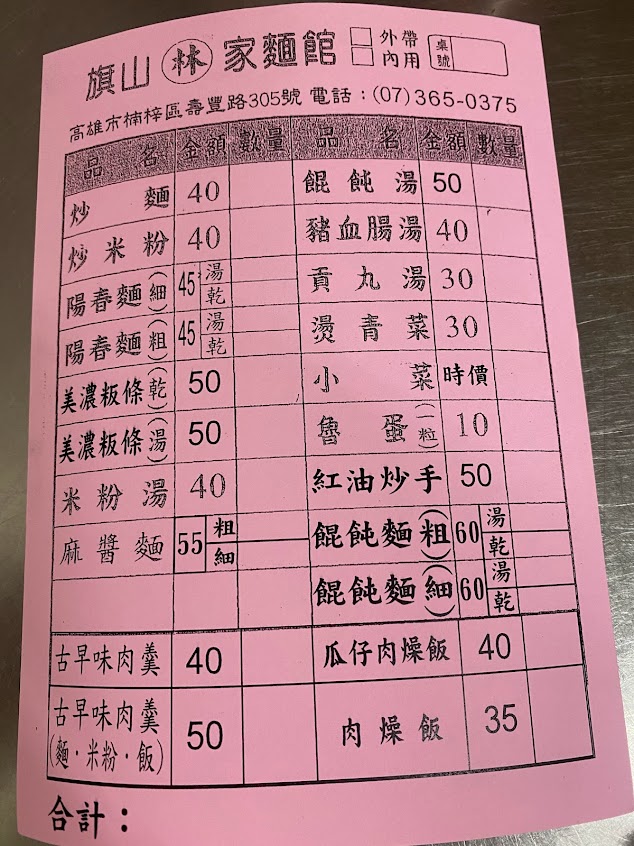 旗山 林 家麵館 □外帶 □內用 桌號
高雄市楠梓區壽豐路305號 電話：(07)365-0375
品名 金額 數量 品名 金額 數量
炒麵 40 餛飩湯 50
炒米粉 40 豬血腸湯 40
陽春麵(細) 45 湯 乾 貢丸湯 30
陽春麵(粗) 45 湯 乾 燙青菜 30
美濃粄條(乾) 50 小菜 時價
美濃粄條(湯) 50 魯蛋(一粒) 10
米粉湯 40 紅油炒手 50
麻醬麵 55 粗 細 餛飩麵(粗) 60 湯 乾
餛飩麵(細) 60 湯 乾
古早味肉羹 40 瓜仔肉燥飯 40
古早味肉羹(麵·米粉·飯) 50 肉燥飯 35
合計：